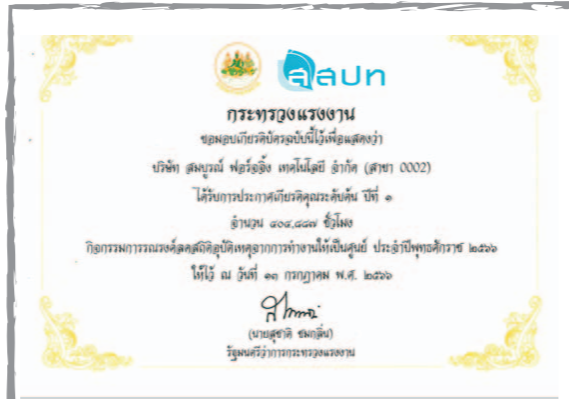 สสปท
กระทรวงแรงงาน
ขอมอบเกียรติบัตรฉบับนี้ไว้เพื่อแสดงว่า
บริษัท สมบูรณ์ ฟอร์จจิ้ง เทคโนโลยี จำกัด (สาขา 0002)
ได้รับการประกาศเกียรติคุณระดับต้น ปีที่ ๑
จำนวน ๔๐๔,๘๘๗ ชั่วโมง
กิจกรรมการรณรงค์ลดสถิติอุบัติเหตุจากการทำงานให้เป็นศูนย์ ประจำปีพุทธศักราช ๒๕๖๖
ให้ไว้ ณ วันที่ ๑๓ กรกฎาคม พ.ศ. ๒๕๖๖
(นายสุชาติ ชมกลิ่น)
รัฐมนตรีว่าการกระทรวงแรงงาน